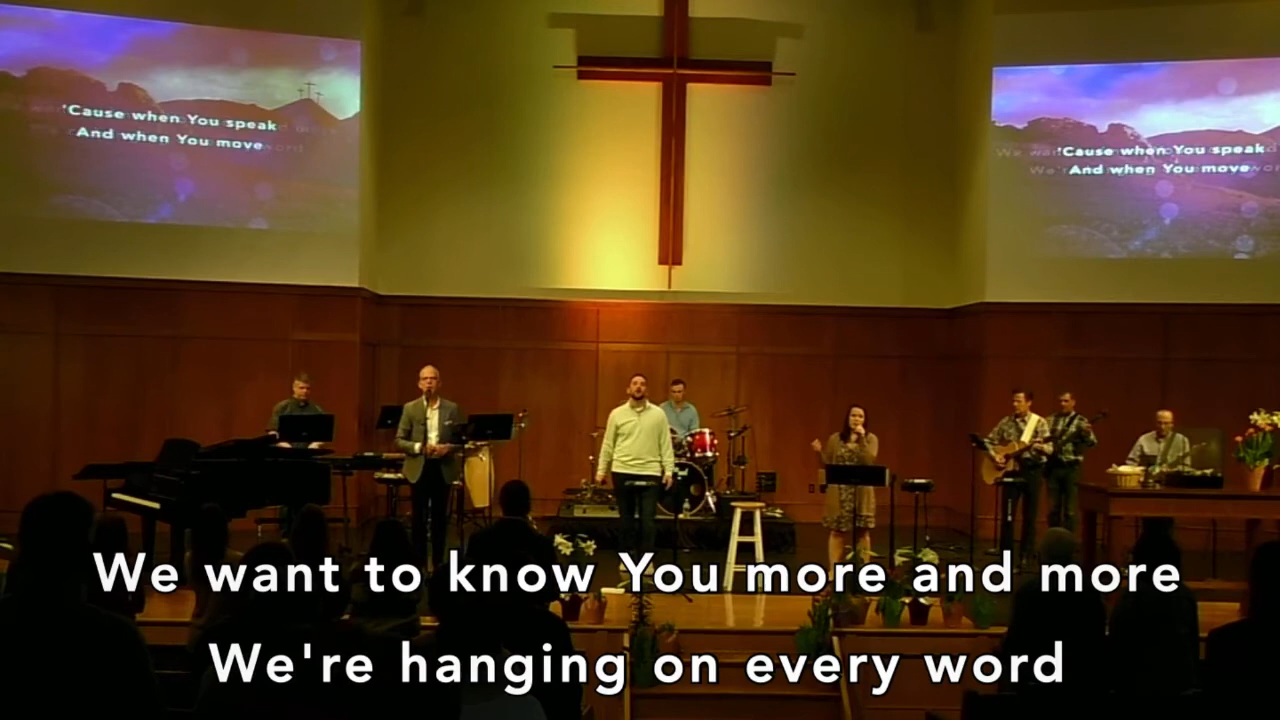 'Cause when You speak
And when You move
'Cause when You speak
And when You move
We want to know You more and more
We're hanging on every word